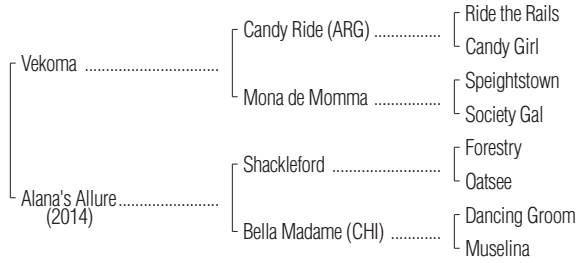 Ride the Rails
Candy Ride (ARG) ................
Candy Girl
Vekoma ................................
Speightstown
Mona de Momma ................
Society Gal
Forestry
Shackleford ..........................
Oatsee
Alana's Allure........................
(2014)
Dancing Groom
Bella Madame (CHI) ............
Muselina